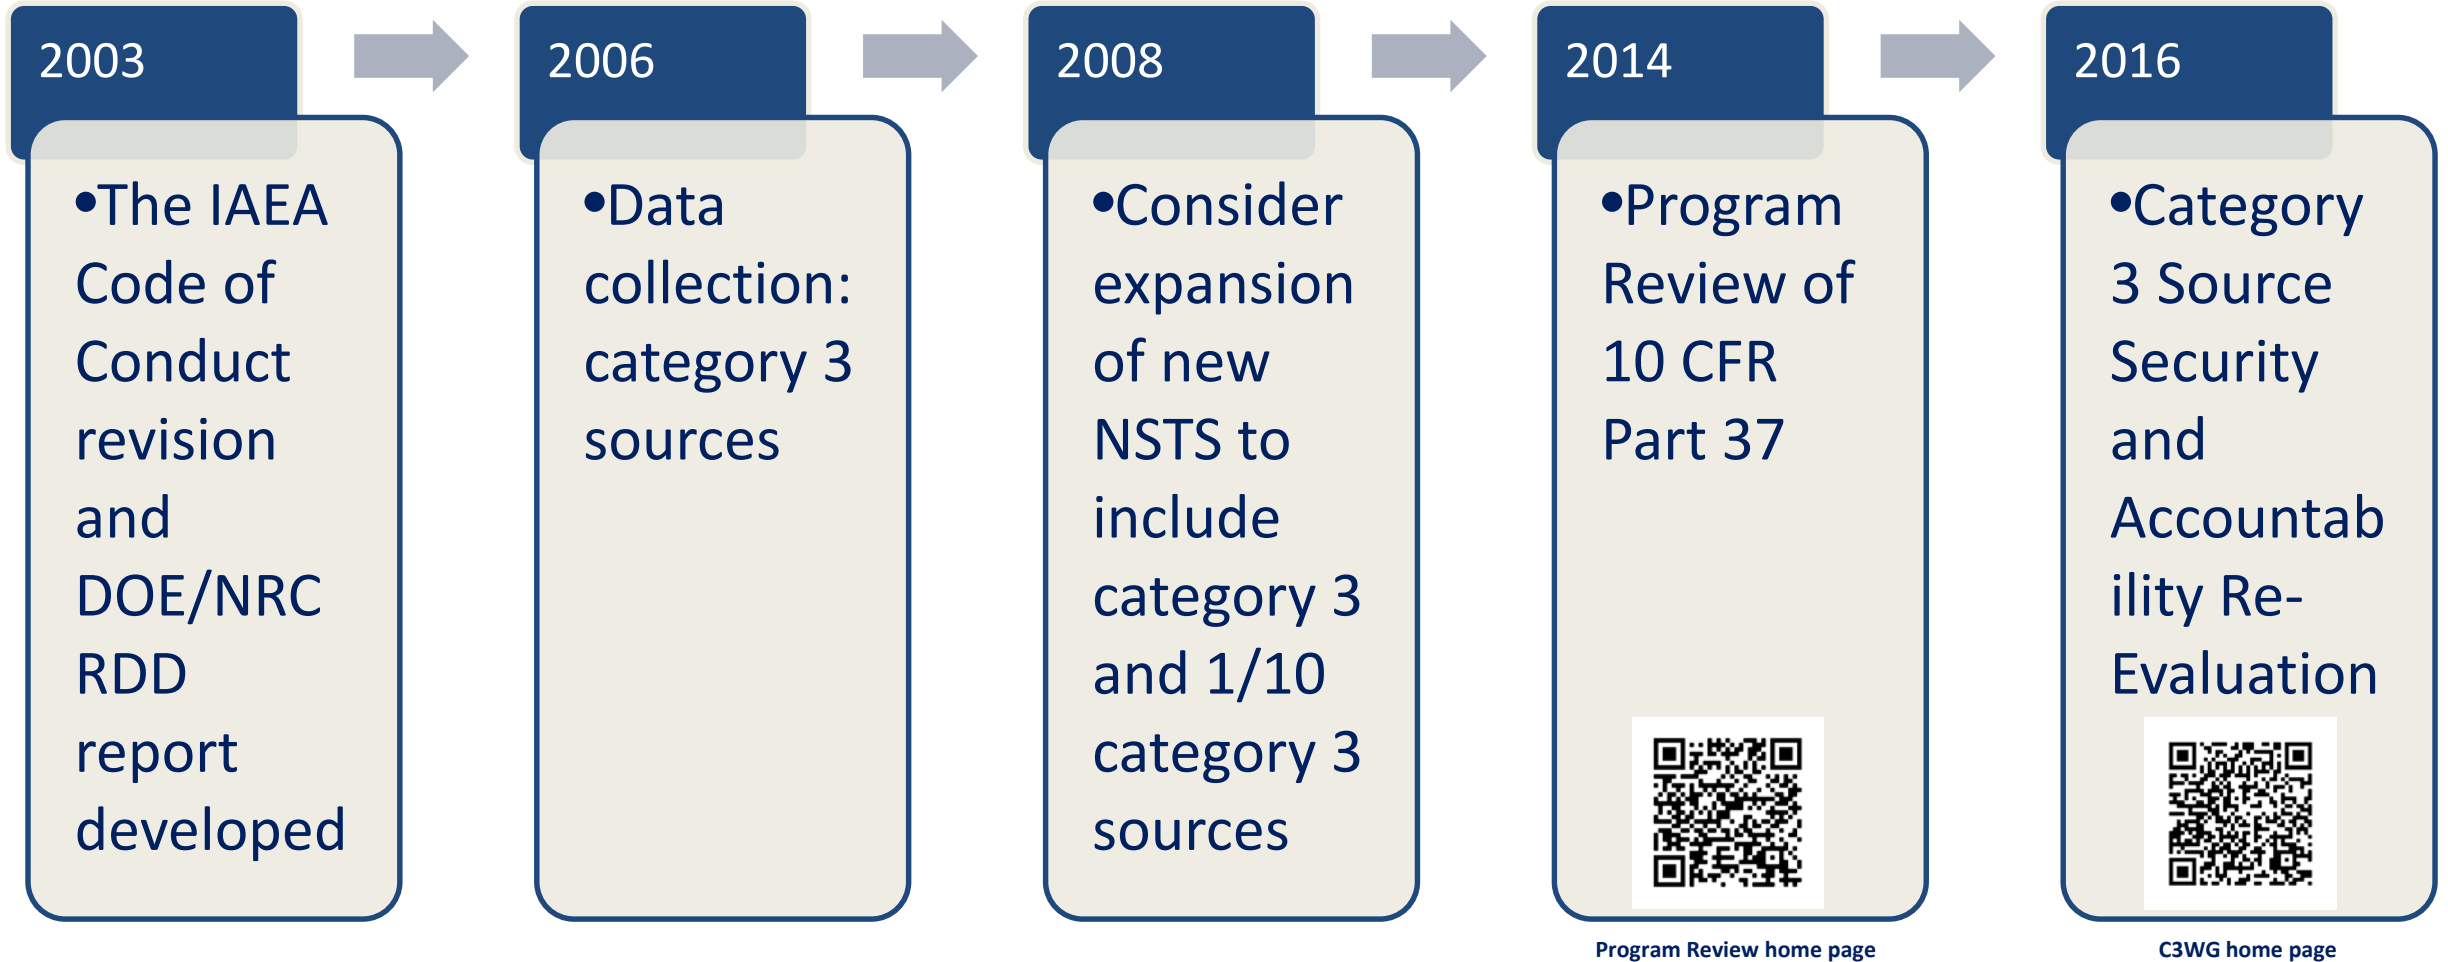 2003
•The IAEA
Code of
Conduct
revision
and
DOE/NRC
RDD
report
developed
2006
•Data
collection:
category 3
sources
2008
•Consider
expansion
of new
NSTS to
include
category 3
and 1/10
category 3
sources
2014
•Program
Review of
10 CFR
Part 37
Program Review home page
2016
•Category
3 Source
Security
and
Accountab
ility Re-
Evaluation
C3WG home page